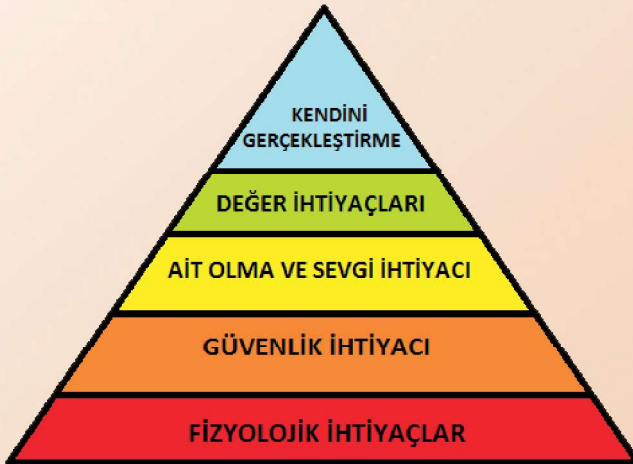 KENDİNİ
GERÇEKLEŞTİRME
DEĞER İHTİYAÇLARI
AİT OLMA VE SEVGİ İHTİYACI
GÜVENLİK İHTİYACI
FİZYOLOJİK İHTİYAÇLAR